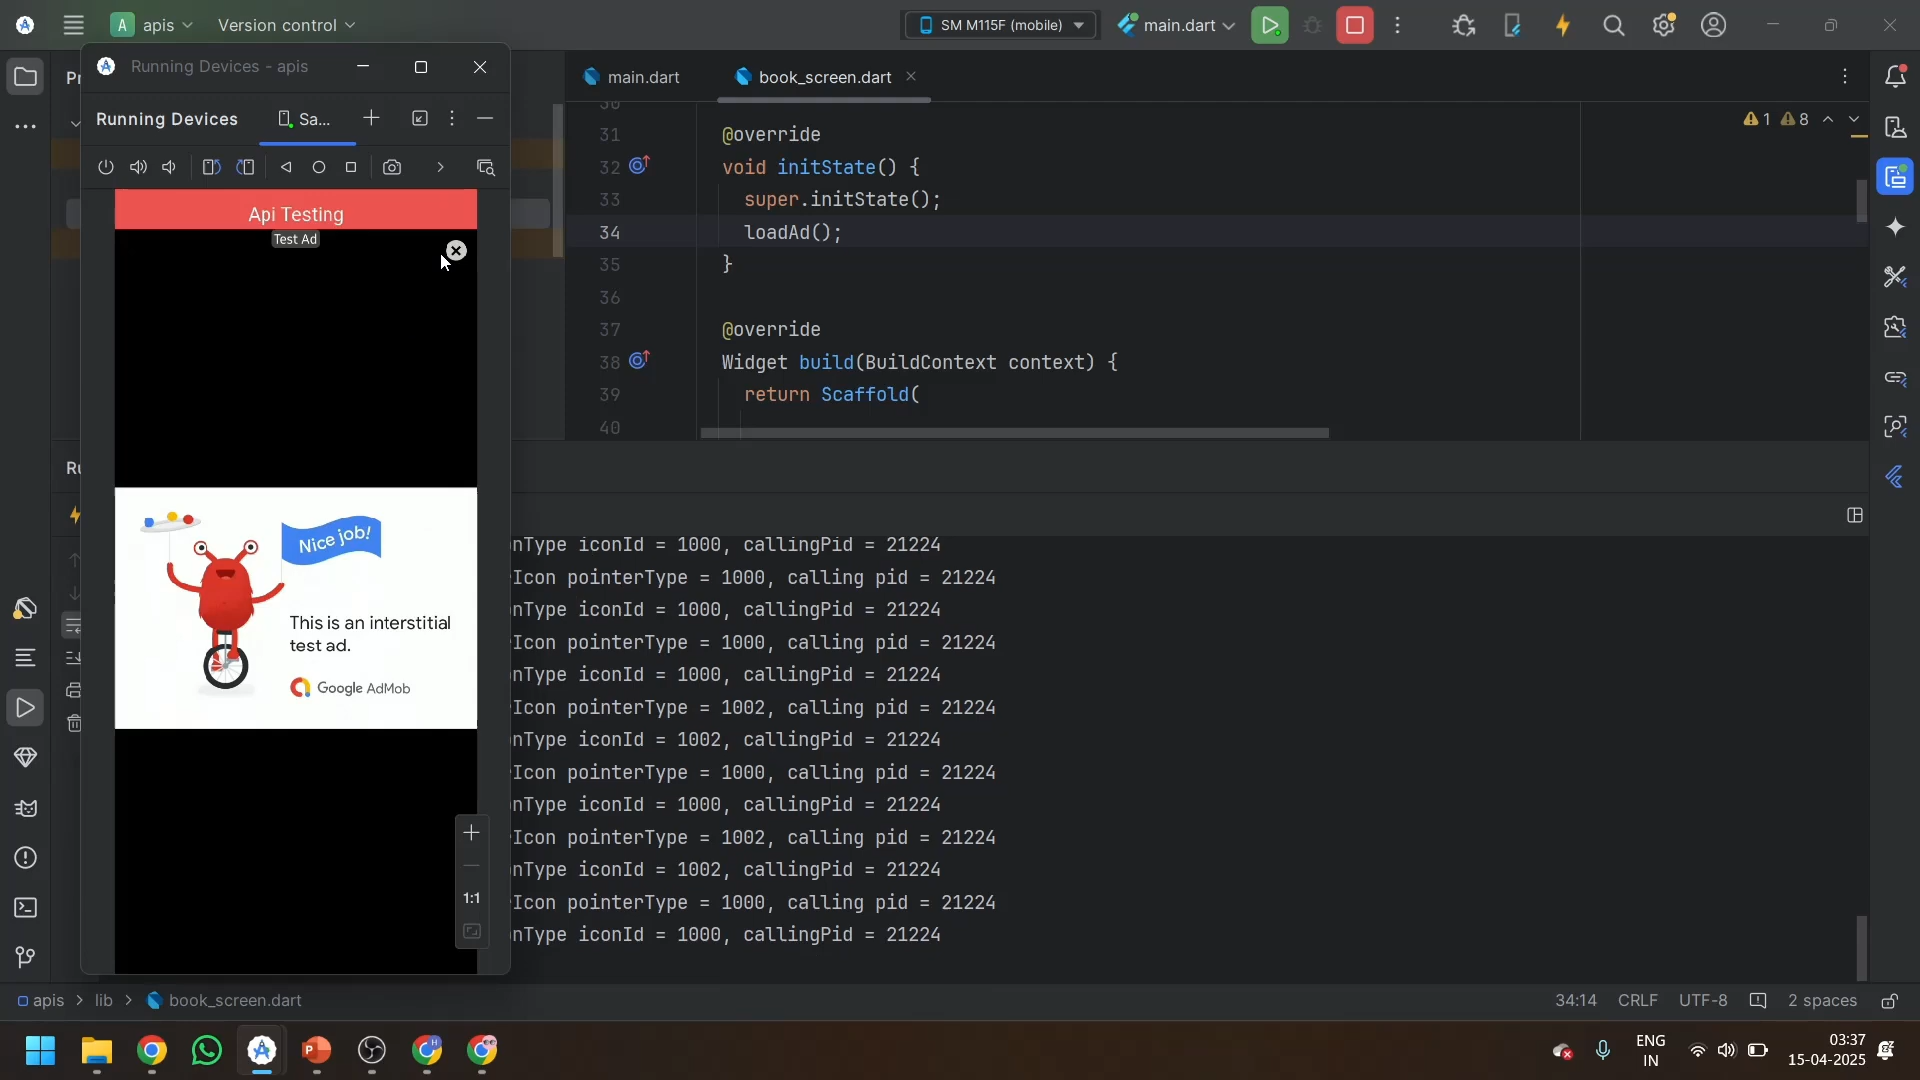 A apis
Version control
SM M115F (mobile)
main.dart
Running Devices - apis
main.dart
book_screen.dart
Running Devices
Sa...
1 8
31 @override
32 void initState() {
33 super.initState();
34 loadAd();
35 }
36
37 @override
38 Widget build(BuildContext context) {
39 return Scaffold(
40
Api Testing
Test Ad
Nice job!
This is an interstitial
test ad.
Google AdMob
1:1
nType iconId = 1000, callingPid = 21224
Icon pointerType = 1000, calling pid = 21224
nType iconId = 1000, callingPid = 21224
Icon pointerType = 1000, calling pid = 21224
nType iconId = 1000, callingPid = 21224
Icon pointerType = 1002, calling pid = 21224
nType iconId = 1002, callingPid = 21224
Icon pointerType = 1000, calling pid = 21224
nType iconId = 1000, callingPid = 21224
Icon pointerType = 1002, calling pid = 21224
nType iconId = 1002, callingPid = 21224
Icon pointerType = 1000, calling pid = 21224
nType iconId = 1000, callingPid = 21224
apis > lib > book_screen.dart
34:14 CRLF UTF-8 2 spaces
ENG
IN
03:37
15-04-2025